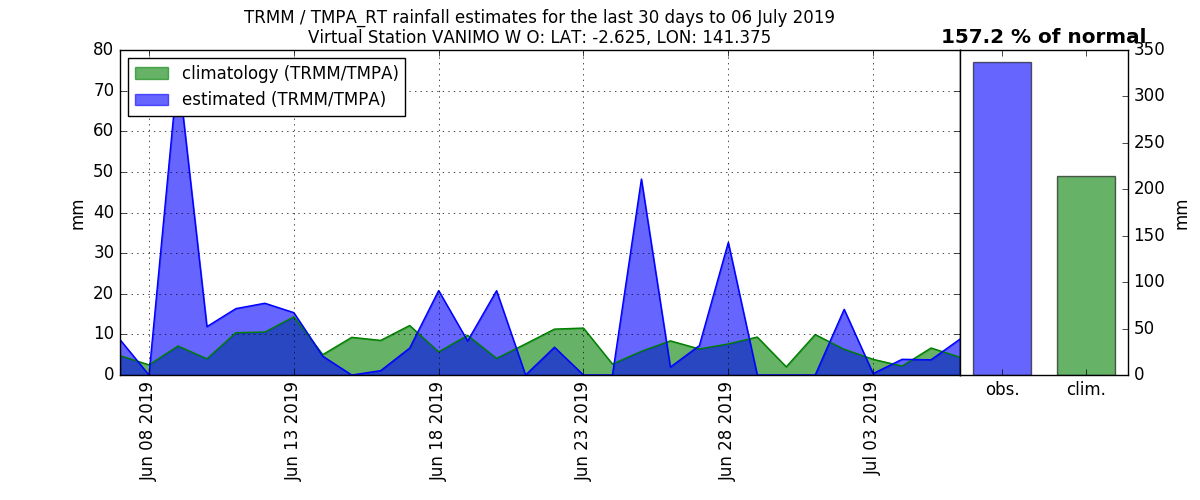 TRMM / TMPA_RT rainfall estimates for the last 30 days to 06 July 2019
Virtual Station VANIMO W O: LAT: -2.625, LON: 141.375
157.2 % of normal
climatology (TRMM/TMPA)
estimated (TRMM/TMPA)
80
70
60
50
40
30
20
10
0
mm
Jun 08 2019
Jun 13 2019
Jun 18 2019
Jun 23 2019
Jun 28 2019
Jul 03 2019
350
300
250
200
150
100
50
0
mm
obs.
clim.